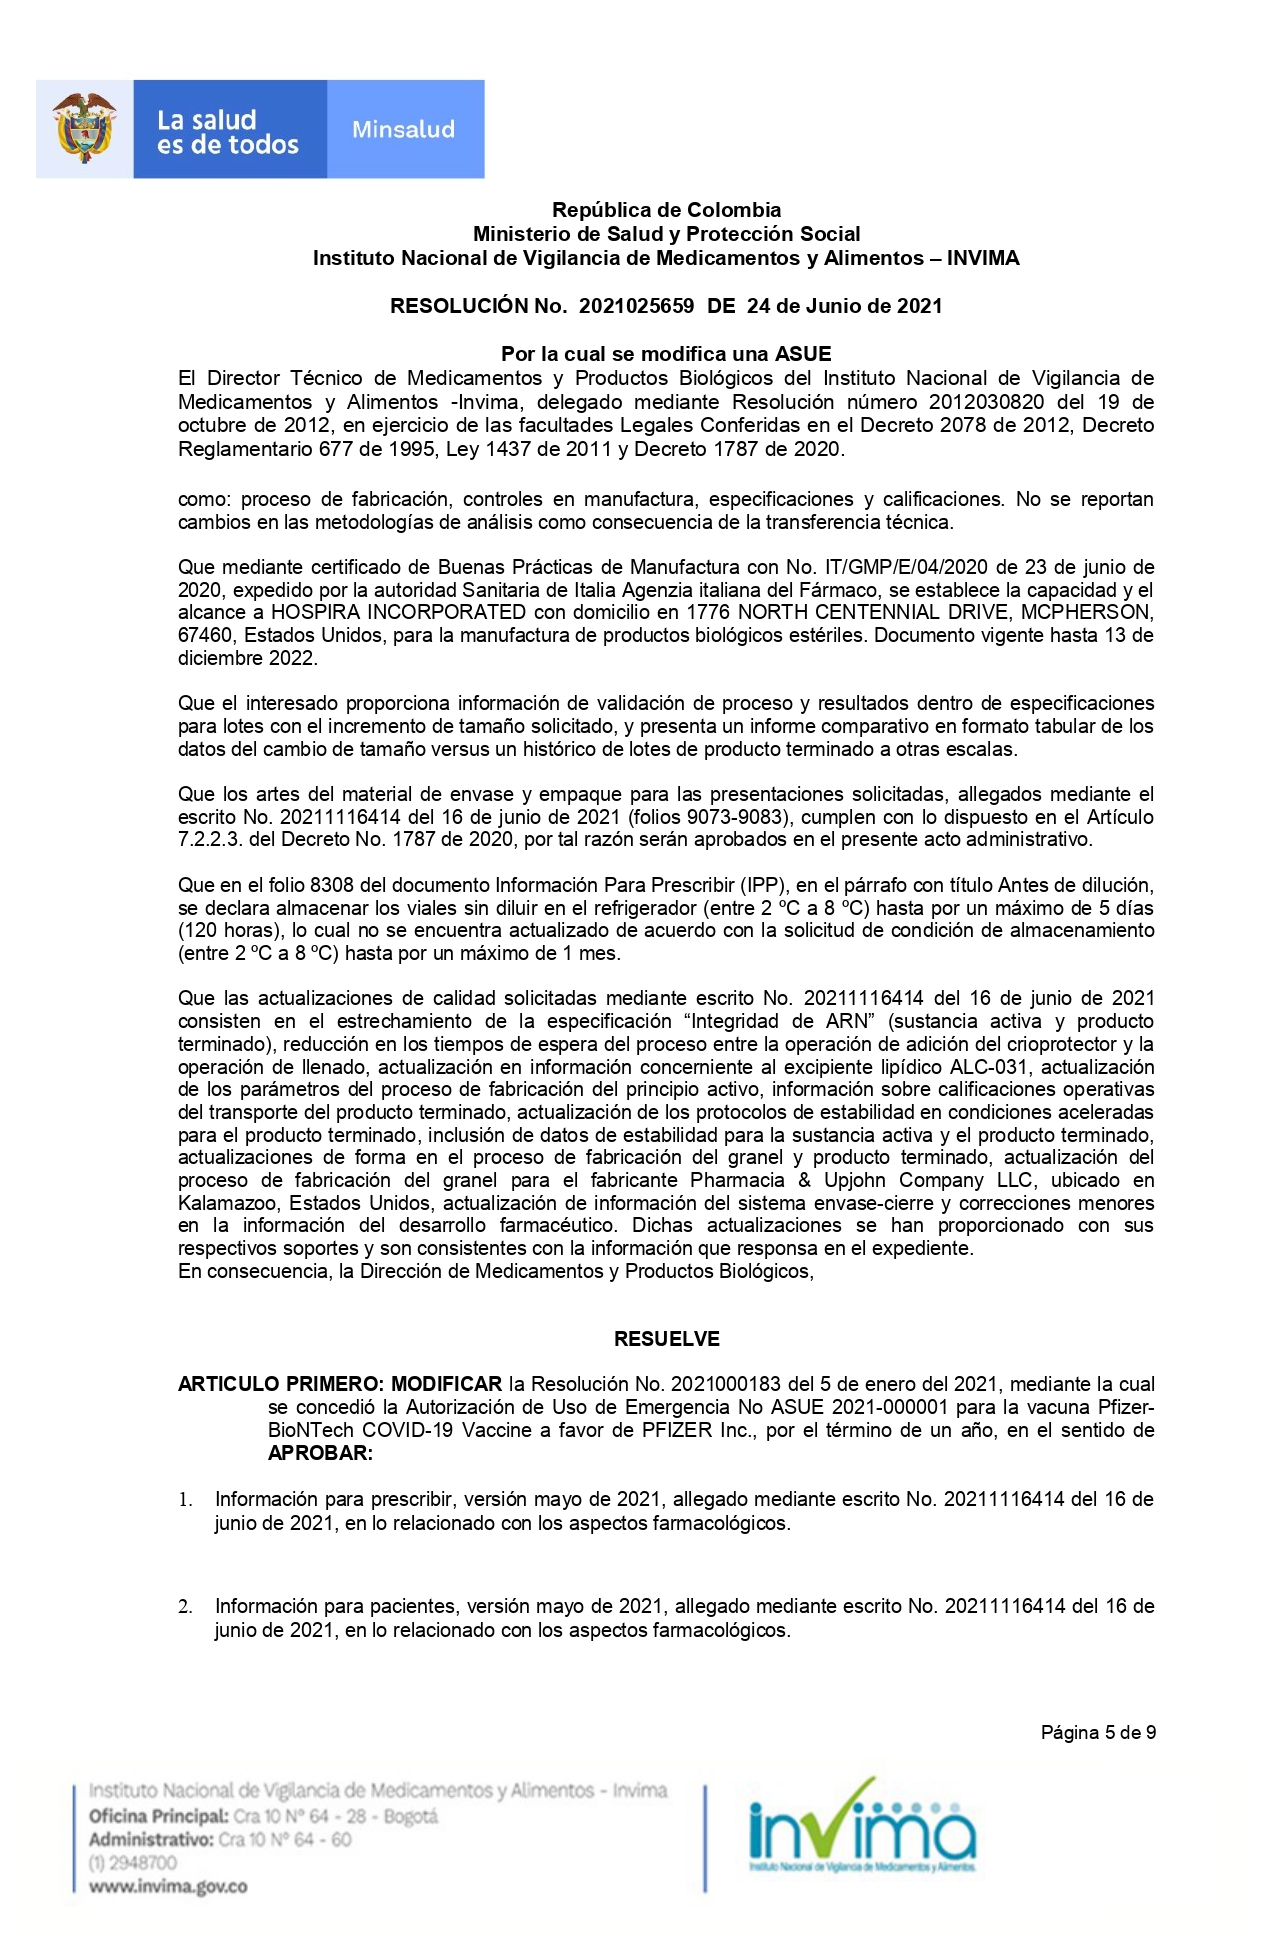 La salud
es de todos
Minsalud
República de Colombia
Ministerio de Salud y Protección Social
Instituto Nacional de Vigilancia de Medicamentos y Alimentos – INVIMA
RESOLUCIÓN No. 2021025659 DE 24 de Junio de 2021
Por la cual se modifica una ASUE
El Director Técnico de Medicamentos y Productos Biológicos del Instituto Nacional de Vigilancia de
Medicamentos y Alimentos -Invima, delegado mediante Resolución número 2012030820 del 19 de
octubre de 2012, en ejercicio de las facultades Legales Conferidas en el Decreto 2078 de 2012, Decreto
Reglamentario 677 de 1995, Ley 1437 de 2011 y Decreto 1787 de 2020.
como: proceso de fabricación, controles en manufactura, especificaciones y calificaciones. No se reportan
cambios en las metodologías de análisis como consecuencia de la transferencia técnica.
Que mediante certificado de Buenas Prácticas de Manufactura con No. IT/GMP/E/04/2020 de 23 de junio de
2020, expedido por la autoridad Sanitaria de Italia Agenzia italiana del Fármaco, se establece la capacidad y el
alcance a HOSPIRA INCORPORATED con domicilio en 1776 NORTH CENTENNIAL DRIVE, MCPHERSON,
67460, Estados Unidos, para la manufactura de productos biológicos estériles. Documento vigente hasta 13 de
diciembre 2022.
Que el interesado proporciona información de validación de proceso y resultados dentro de especificaciones
para lotes con el incremento de tamaño solicitado, y presenta un informe comparativo en formato tabular de los
datos del cambio de tamaño versus un histórico de lotes de producto terminado a otras escalas.
Que los artes del material de envase y empaque para las presentaciones solicitadas, allegados mediante el
escrito No. 20211116414 del 16 de junio de 2021 (folios 9073-9083), cumplen con lo dispuesto en el Artículo
7.2.2.3. del Decreto No. 1787 de 2020, por tal razón serán aprobados en el presente acto administrativo.
Que en el folio 8308 del documento Información Para Prescribir (IPP), en el párrafo con título Antes de dilución,
se declara almacenar los viales sin diluir en el refrigerador (entre 2 ºC a 8 ºC) hasta por un máximo de 5 días
(120 horas), lo cual no se encuentra actualizado de acuerdo con la solicitud de condición de almacenamiento
(entre 2 ºC a 8 ºC) hasta por un máximo de 1 mes.
Que las actualizaciones de calidad solicitadas mediante escrito No. 20211116414 del 16 de junio de 2021
consisten en el estrechamiento de la especificación “Integridad de ARN” (sustancia activa y producto
terminado), reducción en los tiempos de espera del proceso entre la operación de adición del crioprotector y la
operación de llenado, actualización en información concerniente al excipiente lipídico ALC-031, actualización
de los parámetros del proceso de fabricación del principio activo, información sobre calificaciones operativas
del transporte del producto terminado, actualización de los protocolos de estabilidad en condiciones aceleradas
para el producto terminado, inclusión de datos de estabilidad para la sustancia activa y el producto terminado,
actualizaciones de forma en el proceso de fabricación del granel y producto terminado, actualización del
proceso de fabricación del granel para el fabricante Pharmacia & Upjohn Company LLC, ubicado en
Kalamazoo, Estados Unidos, actualización de información del sistema envase-cierre y correcciones menores
en la información del desarrollo farmacéutico. Dichas actualizaciones se han proporcionado con sus
respectivos soportes y son consistentes con la información que responsa en el expediente.
En consecuencia, la Dirección de Medicamentos y Productos Biológicos,
RESUELVE
ARTICULO PRIMERO: MODIFICAR la Resolución No. 2021000183 del 5 de enero del 2021, mediante la cual
se concedió la Autorización de Uso de Emergencia No ASUE 2021-000001 para la vacuna Pfizer-
BioNTech COVID-19 Vaccine a favor de PFIZER Inc., por el término de un año, en el sentido de
APROBAR:
1. Información para prescribir, versión mayo de 2021, allegado mediante escrito No. 20211116414 del 16 de
junio de 2021, en lo relacionado con los aspectos farmacológicos.
2. Información para pacientes, versión mayo de 2021, allegado mediante escrito No. 20211116414 del 16 de
junio de 2021, en lo relacionado con los aspectos farmacológicos.
Página 5 de 9
Instituto Nacional de Vigilancia de Medicamentos y Alimentos - Invima
Oficina Principal: Cra 10 N° 64 - 28 - Bogotá
Administrativo: Cra 10 N° 64 - 60
(1) 2948700
www.invima.gov.co
invima
Instituto Nacional de Vigilancia de Medicamentos y Alimentos.